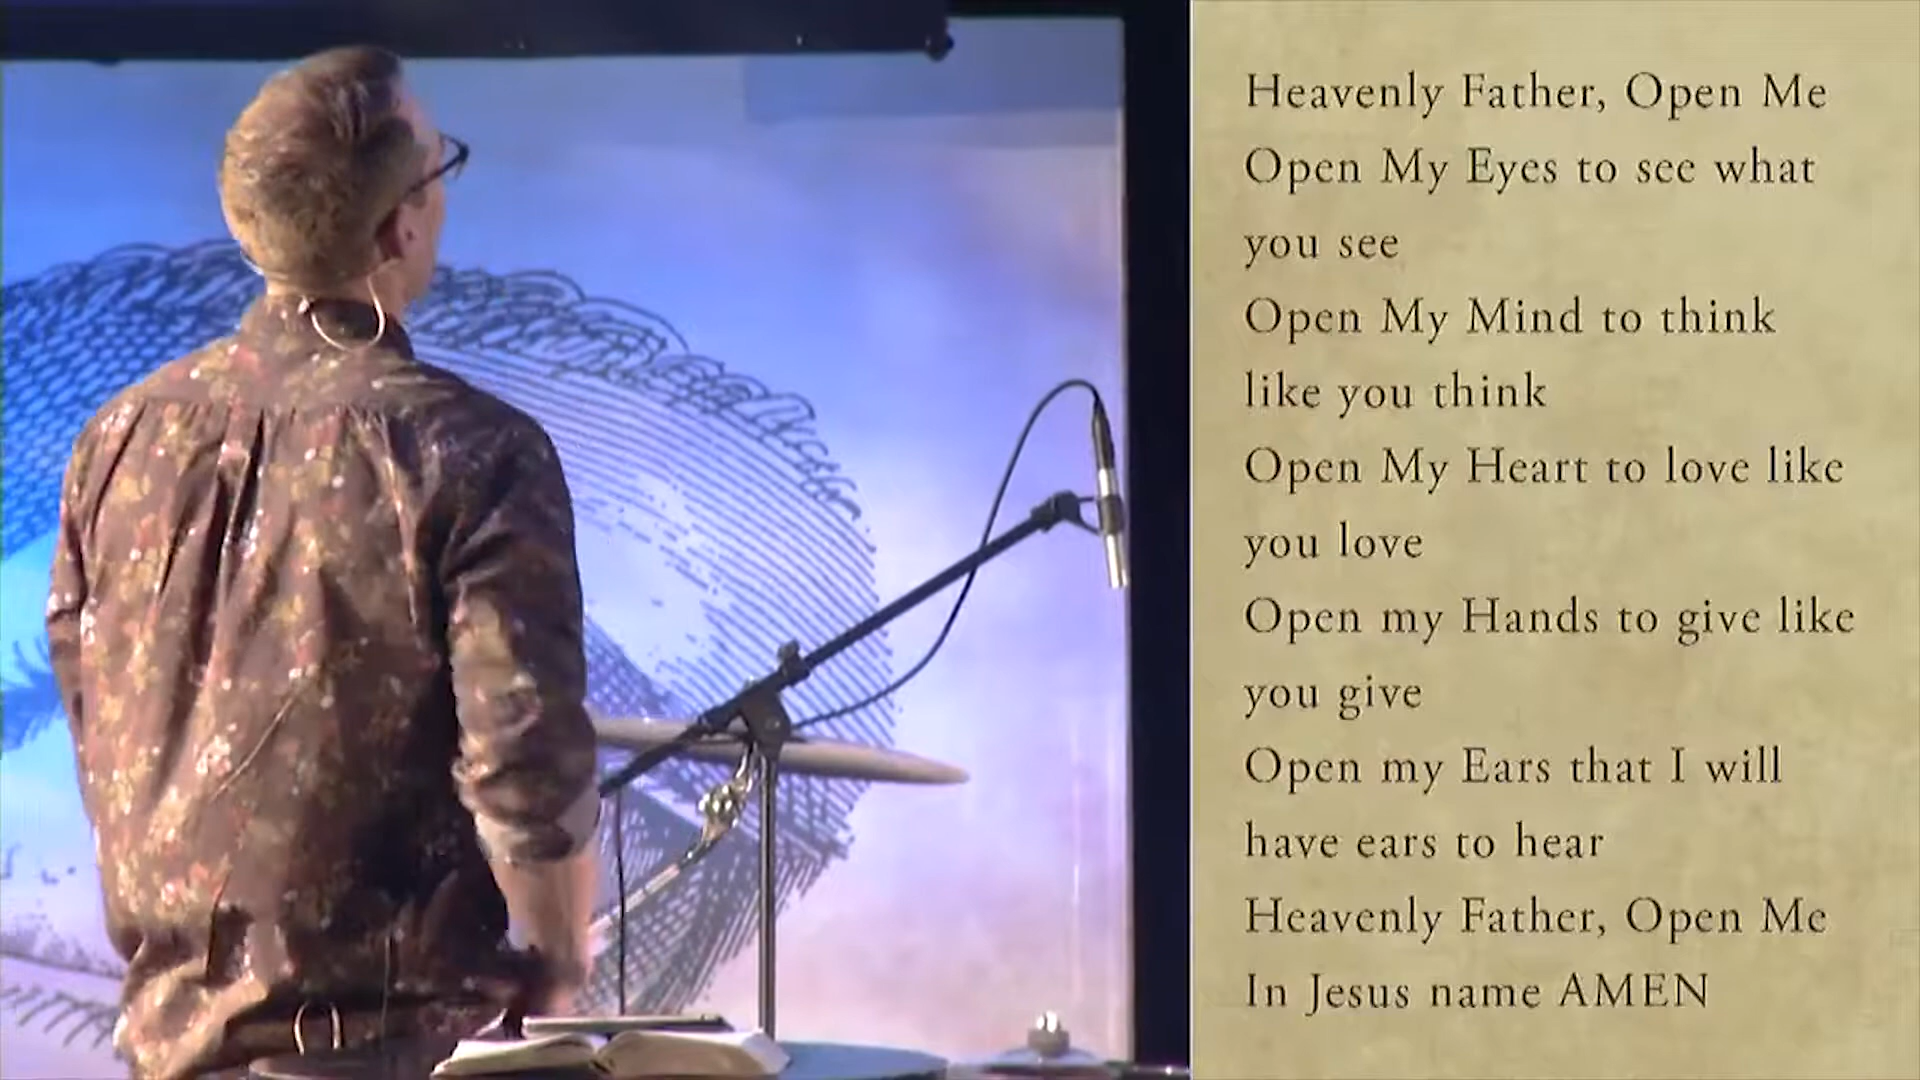 Heavenly Father, Open Me
Open My Eyes to see what
you see
Open My Mind to think
like you think
Open My Heart to love like
you love
Open my Hands to give like
you give
Open my Ears that I will
have ears to hear
Heavenly Father, Open Me
In Jesus name AMEN